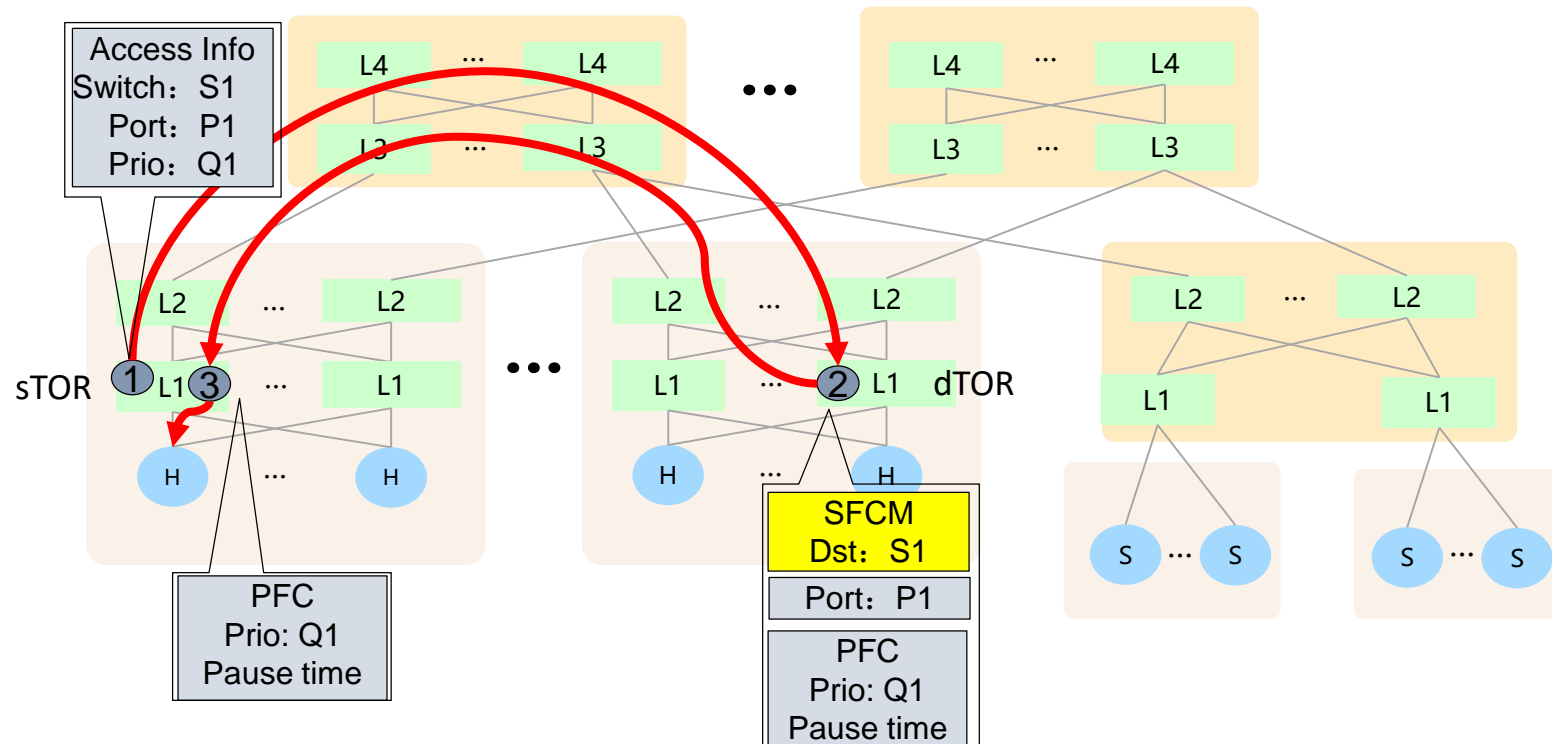 Access Info
Switch：S1
Port：P1
Prio：Q1
L4 ... L4
L4 ... L4
...
L3 ... L3
L3 ... L3
L2 ... L2
L2 ... L2
L2 ... L2
sTOR
1
L1
3
... L1
...
L1 ...
2
L1
dTOR
L1
L1
H ... H
H ... H
S ... S
S ... S
SFCM
Dst：S1
Port：P1
PFC
Prio: Q1
Pause time
PFC
Prio: Q1
Pause time